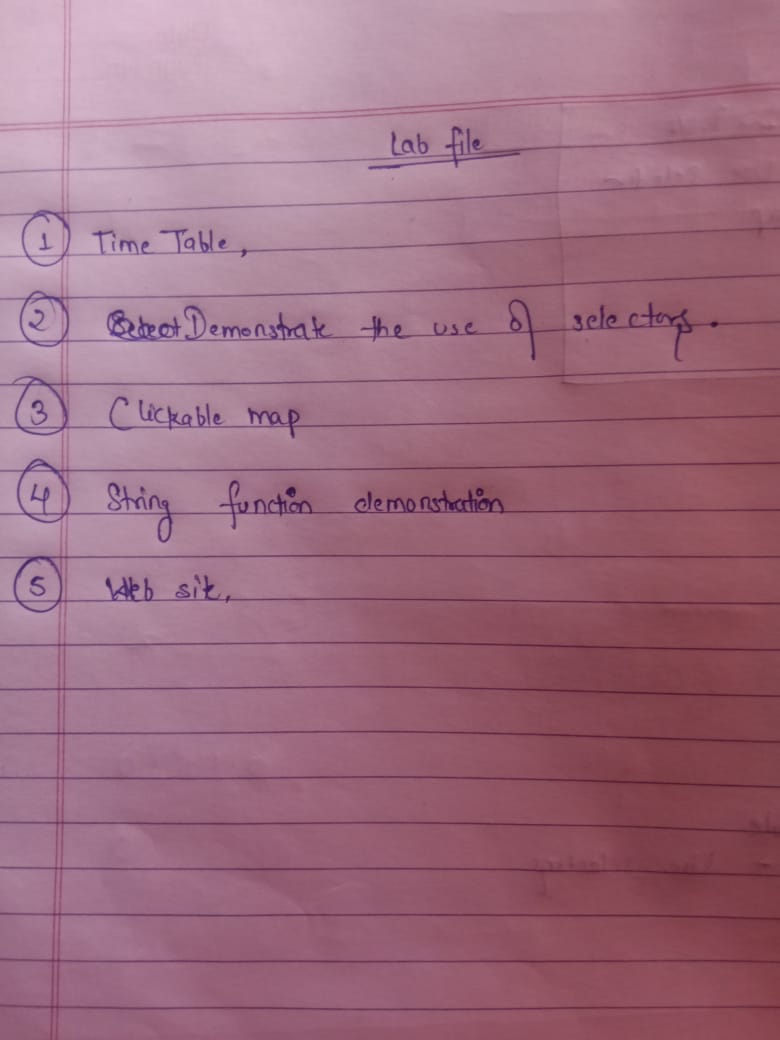 Lab file
1 Time Table,
2 Demonstrate the use of selectors.
3 Clickable map
4 String function demonstration
5 Web site,